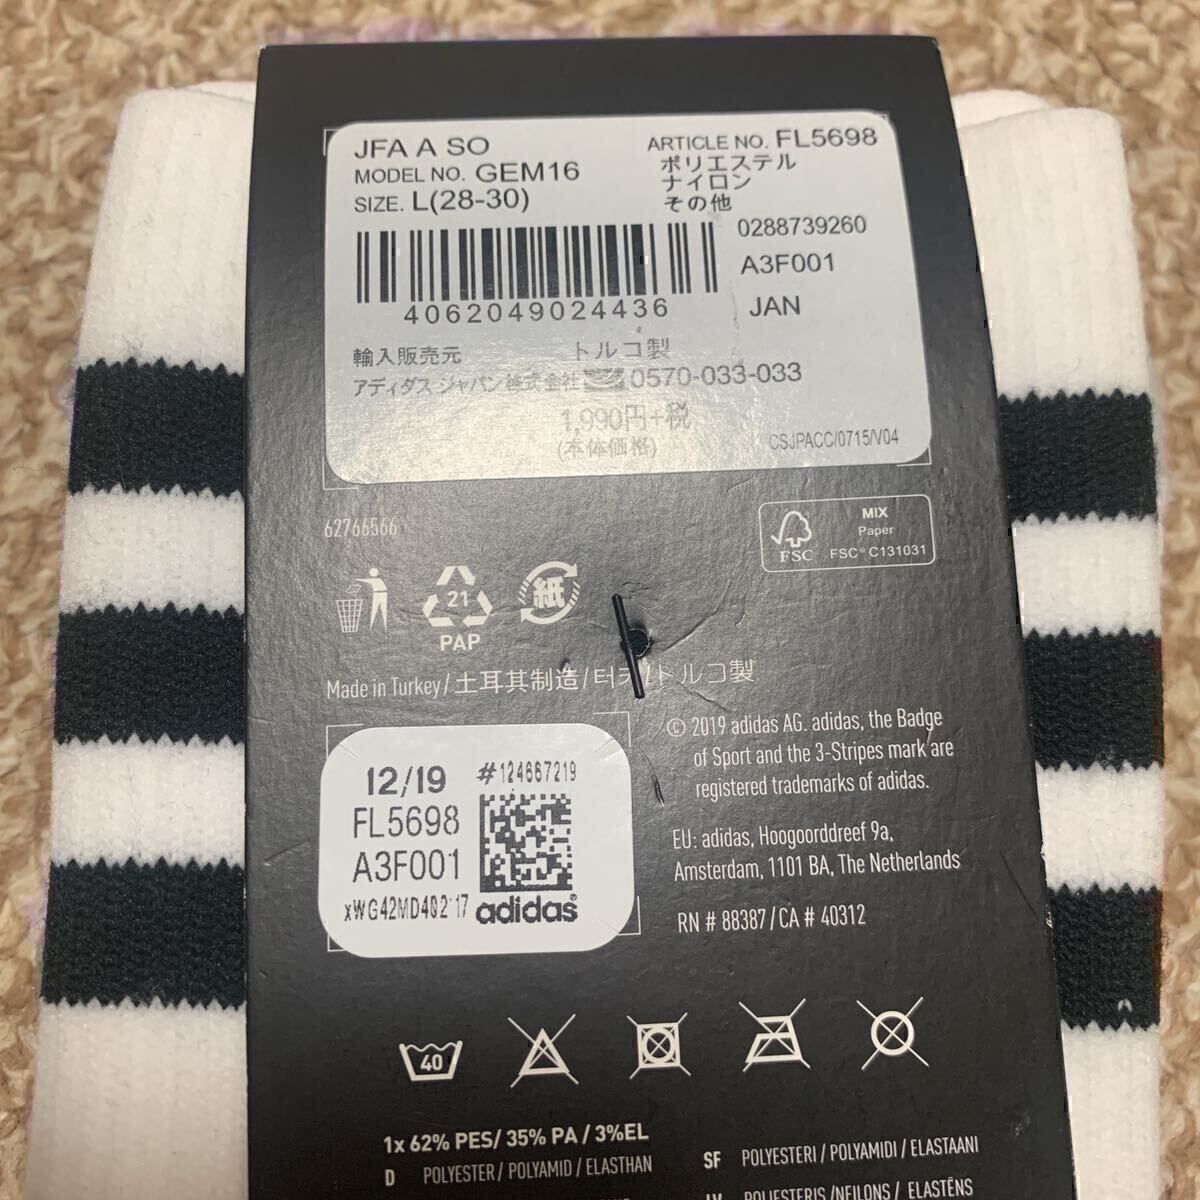 JFA A SO
MODEL NO. GEM16
SIZE. L(28-30)
ARTICLE NO. FL5698
ポリエステル
ナイロン
その他
0288739260
A3F001
JAN
4062049024436
輸入販売元
トルコ製
アディダス ジャパン株式会社 0570-033-033
1,990円+税
(本体価格)
CSJPACC/0715/V04
62766566
FSC
MIX
Paper
FSC® C131031
21
PAP
紙
Made in Turkey/土耳其制造/터키/トルコ製
12/19
#124667219
FL5698
A3F001
xWG42MD402'17
adidas
© 2019 adidas AG. adidas, the Badge
of Sport and the 3-Stripes mark are
registered trademarks of adidas.
EU: adidas, Hoogoorddreef 9a,
Amsterdam, 1101 BA, The Netherlands
RN # 88387 / CA # 40312
40
1x 62% PES/ 35% PA / 3%EL
D POLYESTER / POLYAMID / ELASTHAN
SF POLYESTERI / POLYAMIDI / ELASTAANI
LV POLIESTERIS /NEILONS / ELASTĒNS